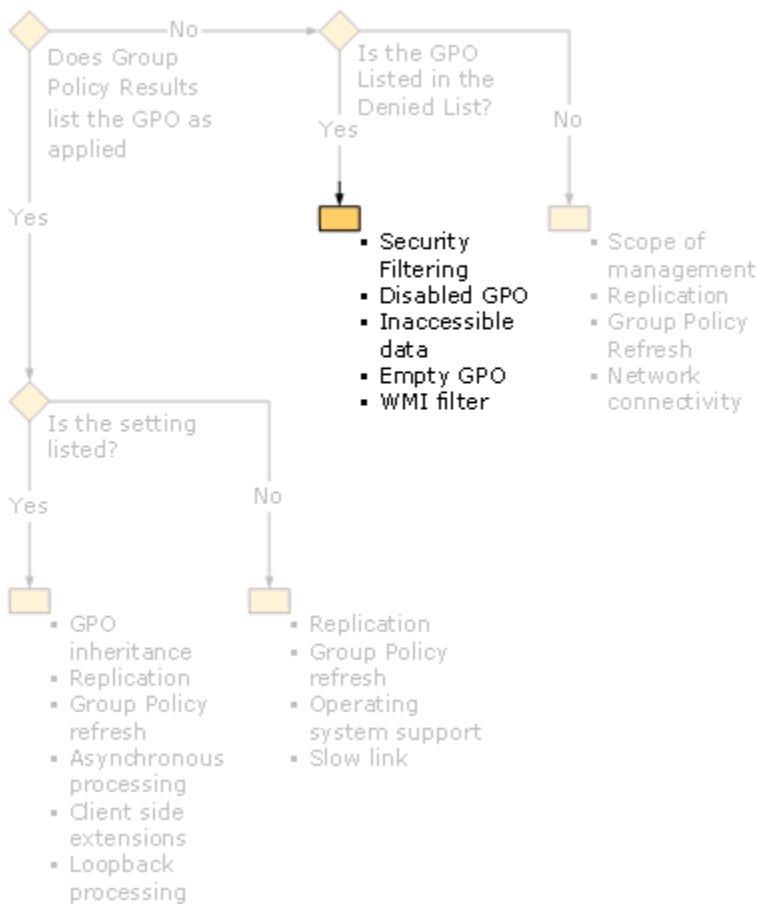 No
Does Group
Policy Results
list the GPO as
applied
Is the GPO
Listed in the
Denied List?
Yes
No
Yes
▪ Security
Filtering
▪ Disabled GPO
▪ Inaccessible
data
▪ Empty GPO
▪ WMI filter
▪ Scope of
management
▪ Replication
▪ Group Policy
Refresh
▪ Network
connectivity
Is the setting
listed?
Yes
No
▪ GPO
inheritance
▪ Replication
▪ Group Policy
refresh
▪ Asynchronous
processing
▪ Client side
extensions
▪ Loopback
processing
▪ Replication
▪ Group Policy
refresh
▪ Operating
system support
▪ Slow link